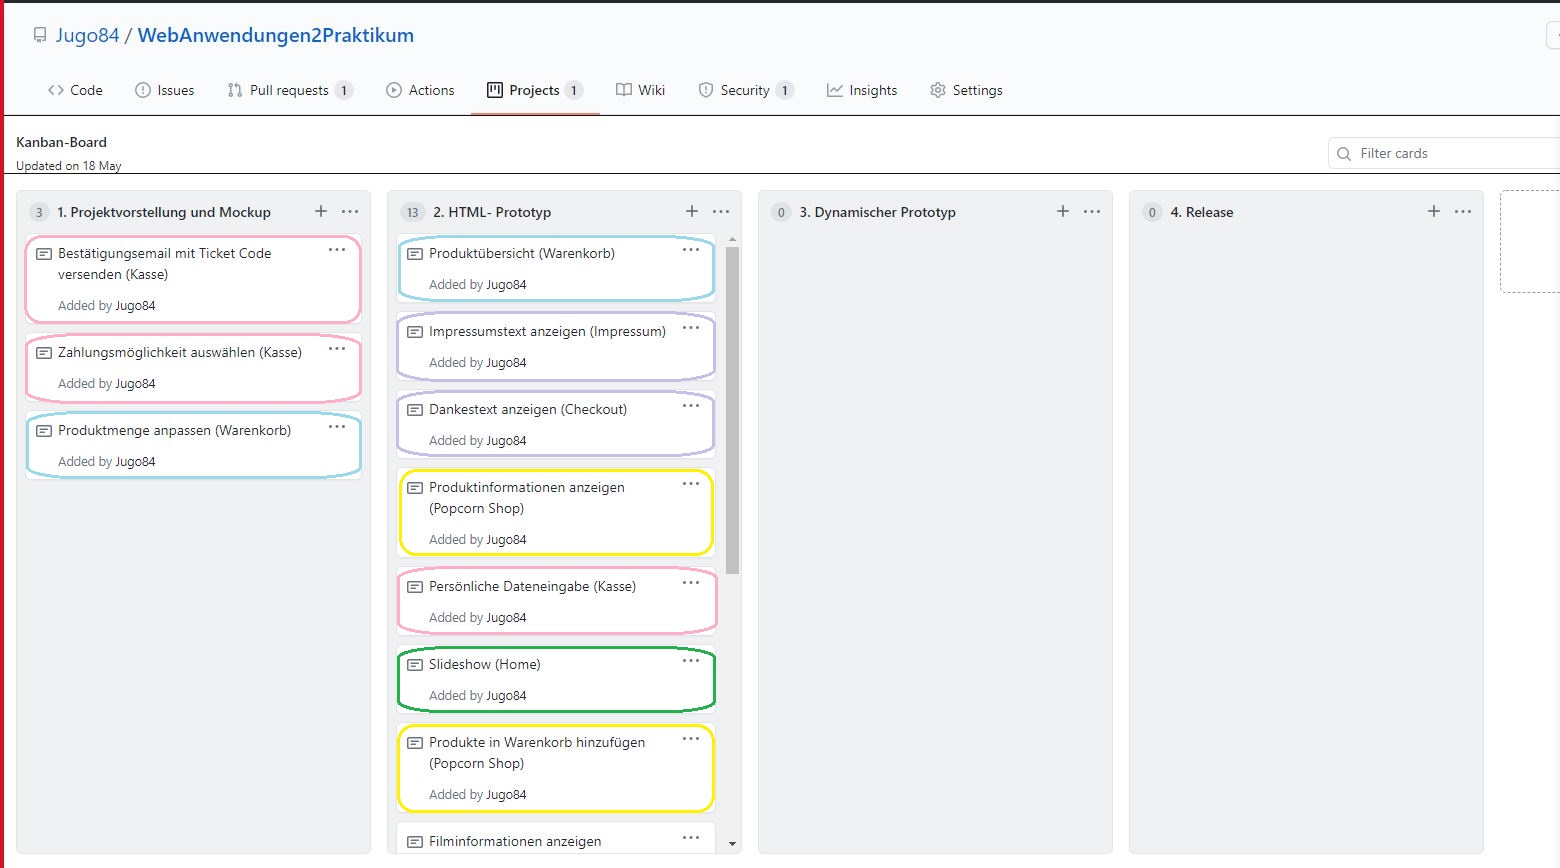 Jugo84 / WebAnwendungen2Praktikum
Code Issues Pull requests 1 Actions Projects 1 Wiki Security 1 Insights Settings
Kanban-Board
Updated on 18 May
Filter cards
3 1. Projektvorstellung und Mockup
Bestätigungsemail mit Ticket Code
versenden (Kasse)
Added by Jugo84
Zahlungsmöglichkeit auswählen (Kasse)
Added by Jugo84
Produktmenge anpassen (Warenkorb)
Added by Jugo84
13 2. HTML- Prototyp
Produktübersicht (Warenkorb)
Added by Jugo84
Impressumstext anzeigen (Impressum)
Added by Jugo84
Dankestext anzeigen (Checkout)
Added by Jugo84
Produktinformationen anzeigen
(Popcorn Shop)
Added by Jugo84
Persönliche Dateneingabe (Kasse)
Added by Jugo84
Slideshow (Home)
Added by Jugo84
Produkte in Warenkorb hinzufügen
(Popcorn Shop)
Added by Jugo84
Filminformationen anzeigen
0 3. Dynamischer Prototyp
0 4. Release